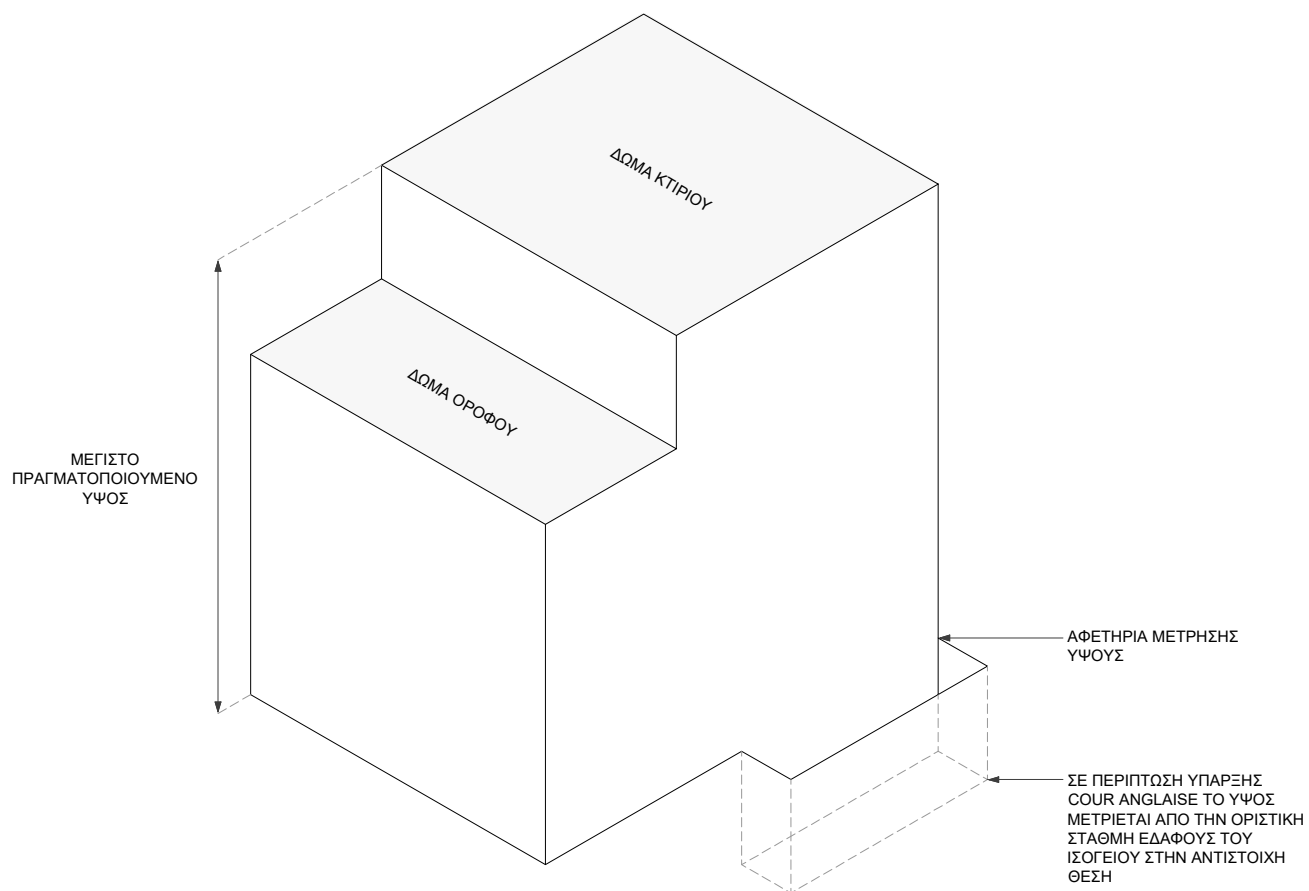 ΔΩΜΑ ΚΤΙΡΙΟΥ
ΔΩΜΑ ΟΡΟΦΟΥ
ΜΕΓΙΣΤΟ
ΠΡΑΓΜΑΤΟΠΟΙΟΥΜΕΝΟ
ΥΨΟΣ
ΑΦΕΤΗΡΙΑ ΜΕΤΡΗΣΗΣ
ΥΨΟΥΣ
ΣΕ ΠΕΡΙΠΤΩΣΗ ΥΠΑΡΞΗΣ
COUR ANGLAISE ΤΟ ΥΨΟΣ
ΜΕΤΡΙΕΤΑΙ ΑΠΟ ΤΗΝ ΟΡΙΣΤΙΚΗ
ΣΤΑΘΜΗ ΕΔΑΦΟΥΣ ΤΟΥ
ΙΣΟΓΕΙΟΥ ΣΤΗΝ ΑΝΤΙΣΤΟΙΧΗ
ΘΕΣΗ